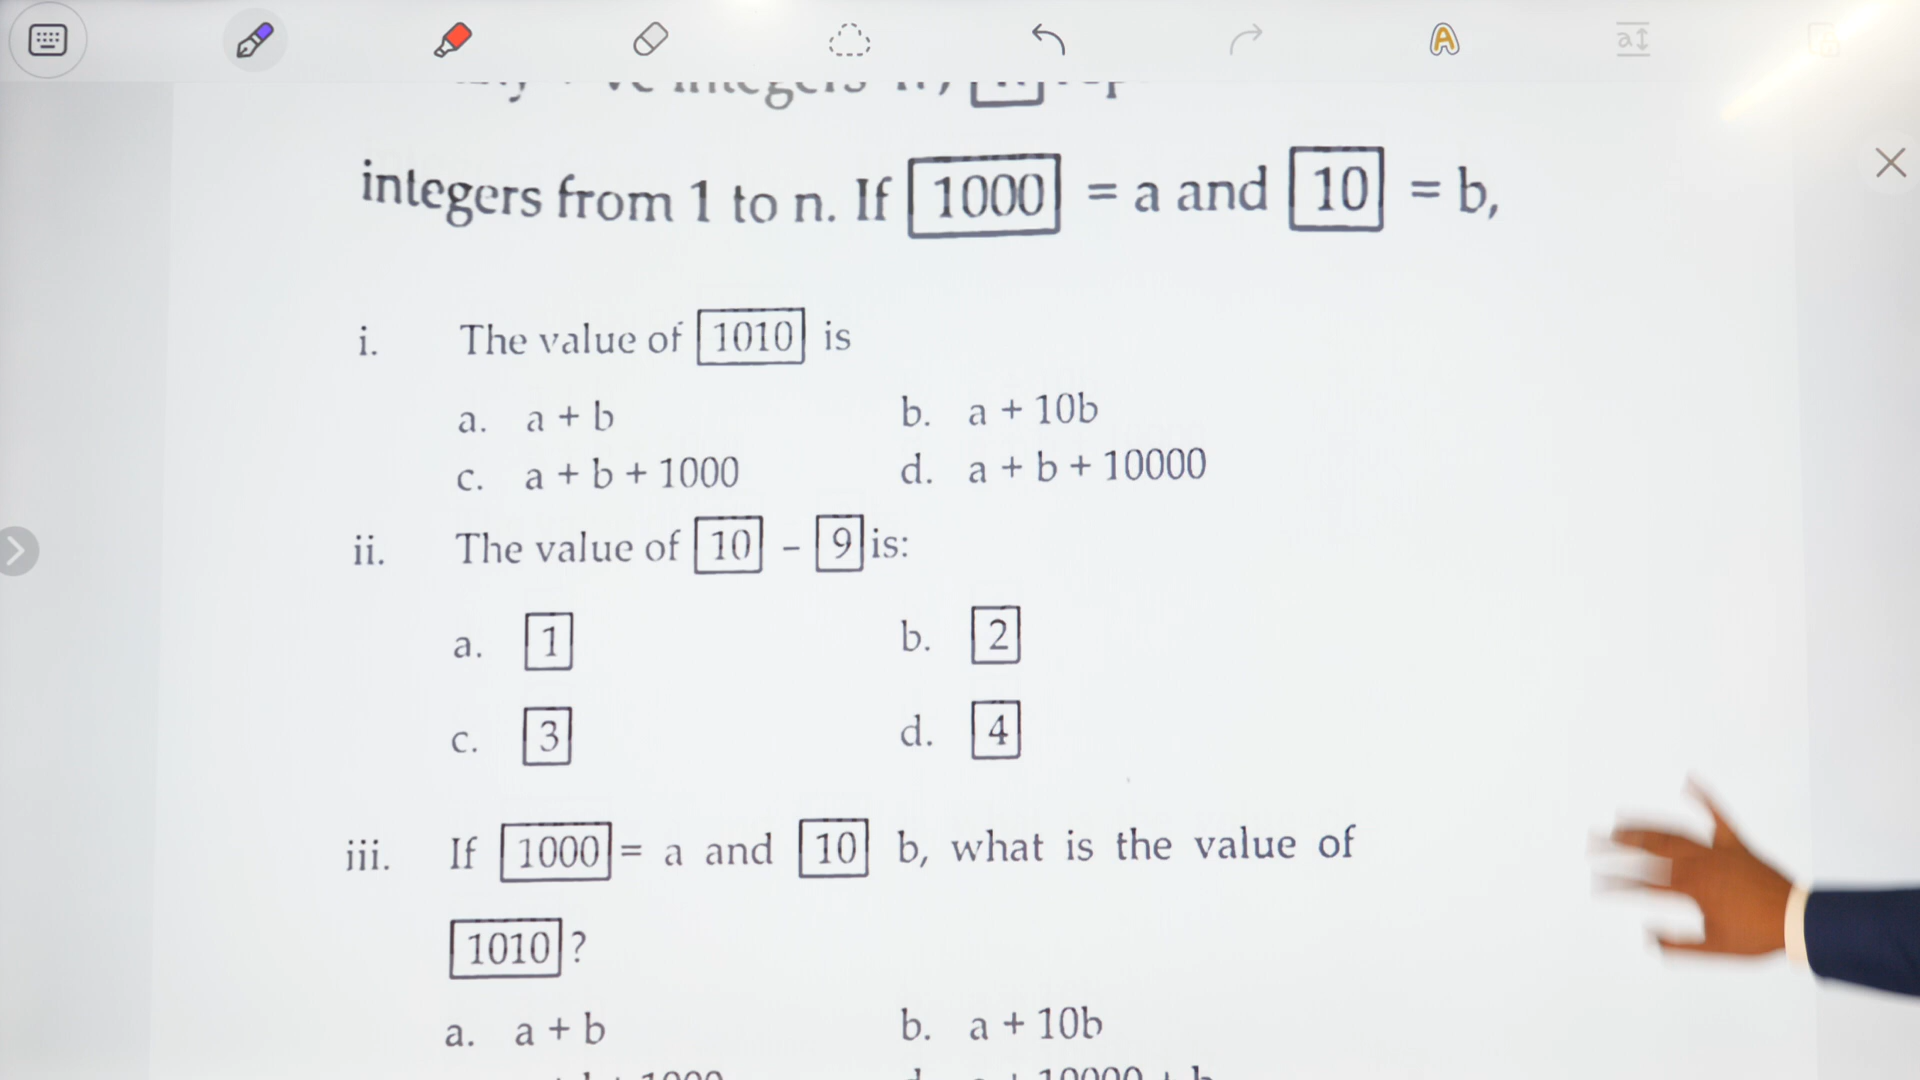 integers from 1 to n. If 1000 = a and 10 = b,
i. The value of 1010 is
a. a + b b. a + 10b
c. a + b + 1000 d. a + b + 10000
ii. The value of 10 – 9 is:
a. 1 b. 2
c. 3 d. 4
iii. If 1000 = a and 10 b, what is the value of
1010 ?
a. a + b b. a + 10b